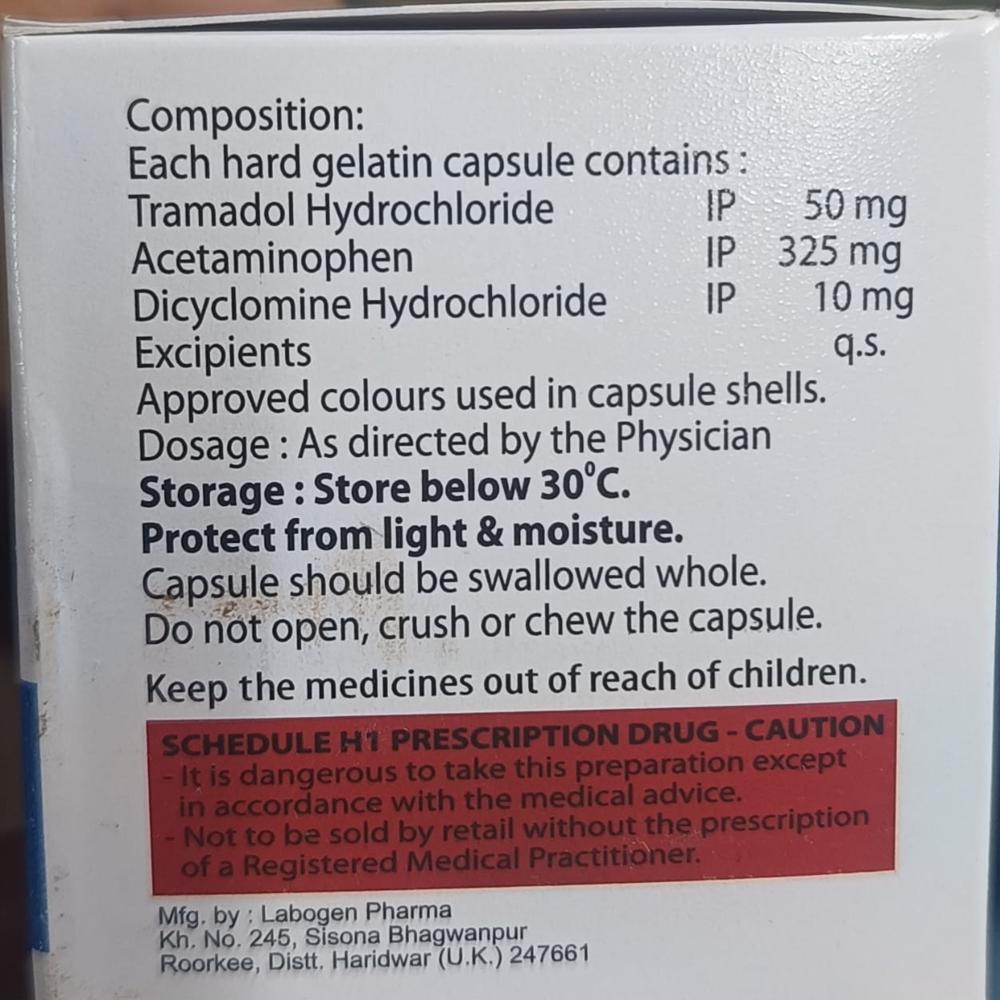 Composition:
Each hard gelatin capsule contains :
Tramadol Hydrochloride IP 50 mg
Acetaminophen IP 325 mg
Dicyclomine Hydrochloride IP 10 mg
Excipients q.s.
Approved colours used in capsule shells.
Dosage : As directed by the Physician
Storage : Store below 30°C.
Protect from light & moisture.
Capsule should be swallowed whole.
Do not open, crush or chew the capsule.
Keep the medicines out of reach of children.
SCHEDULE H1 PRESCRIPTION DRUG - CAUTION
- It is dangerous to take this preparation except
in accordance with the medical advice.
- Not to be sold by retail without the prescription
of a Registered Medical Practitioner.
Mfg. by : Labogen Pharma
Kh. No. 245, Sisona Bhagwanpur
Roorkee, Distt. Haridwar (U.K.) 247661